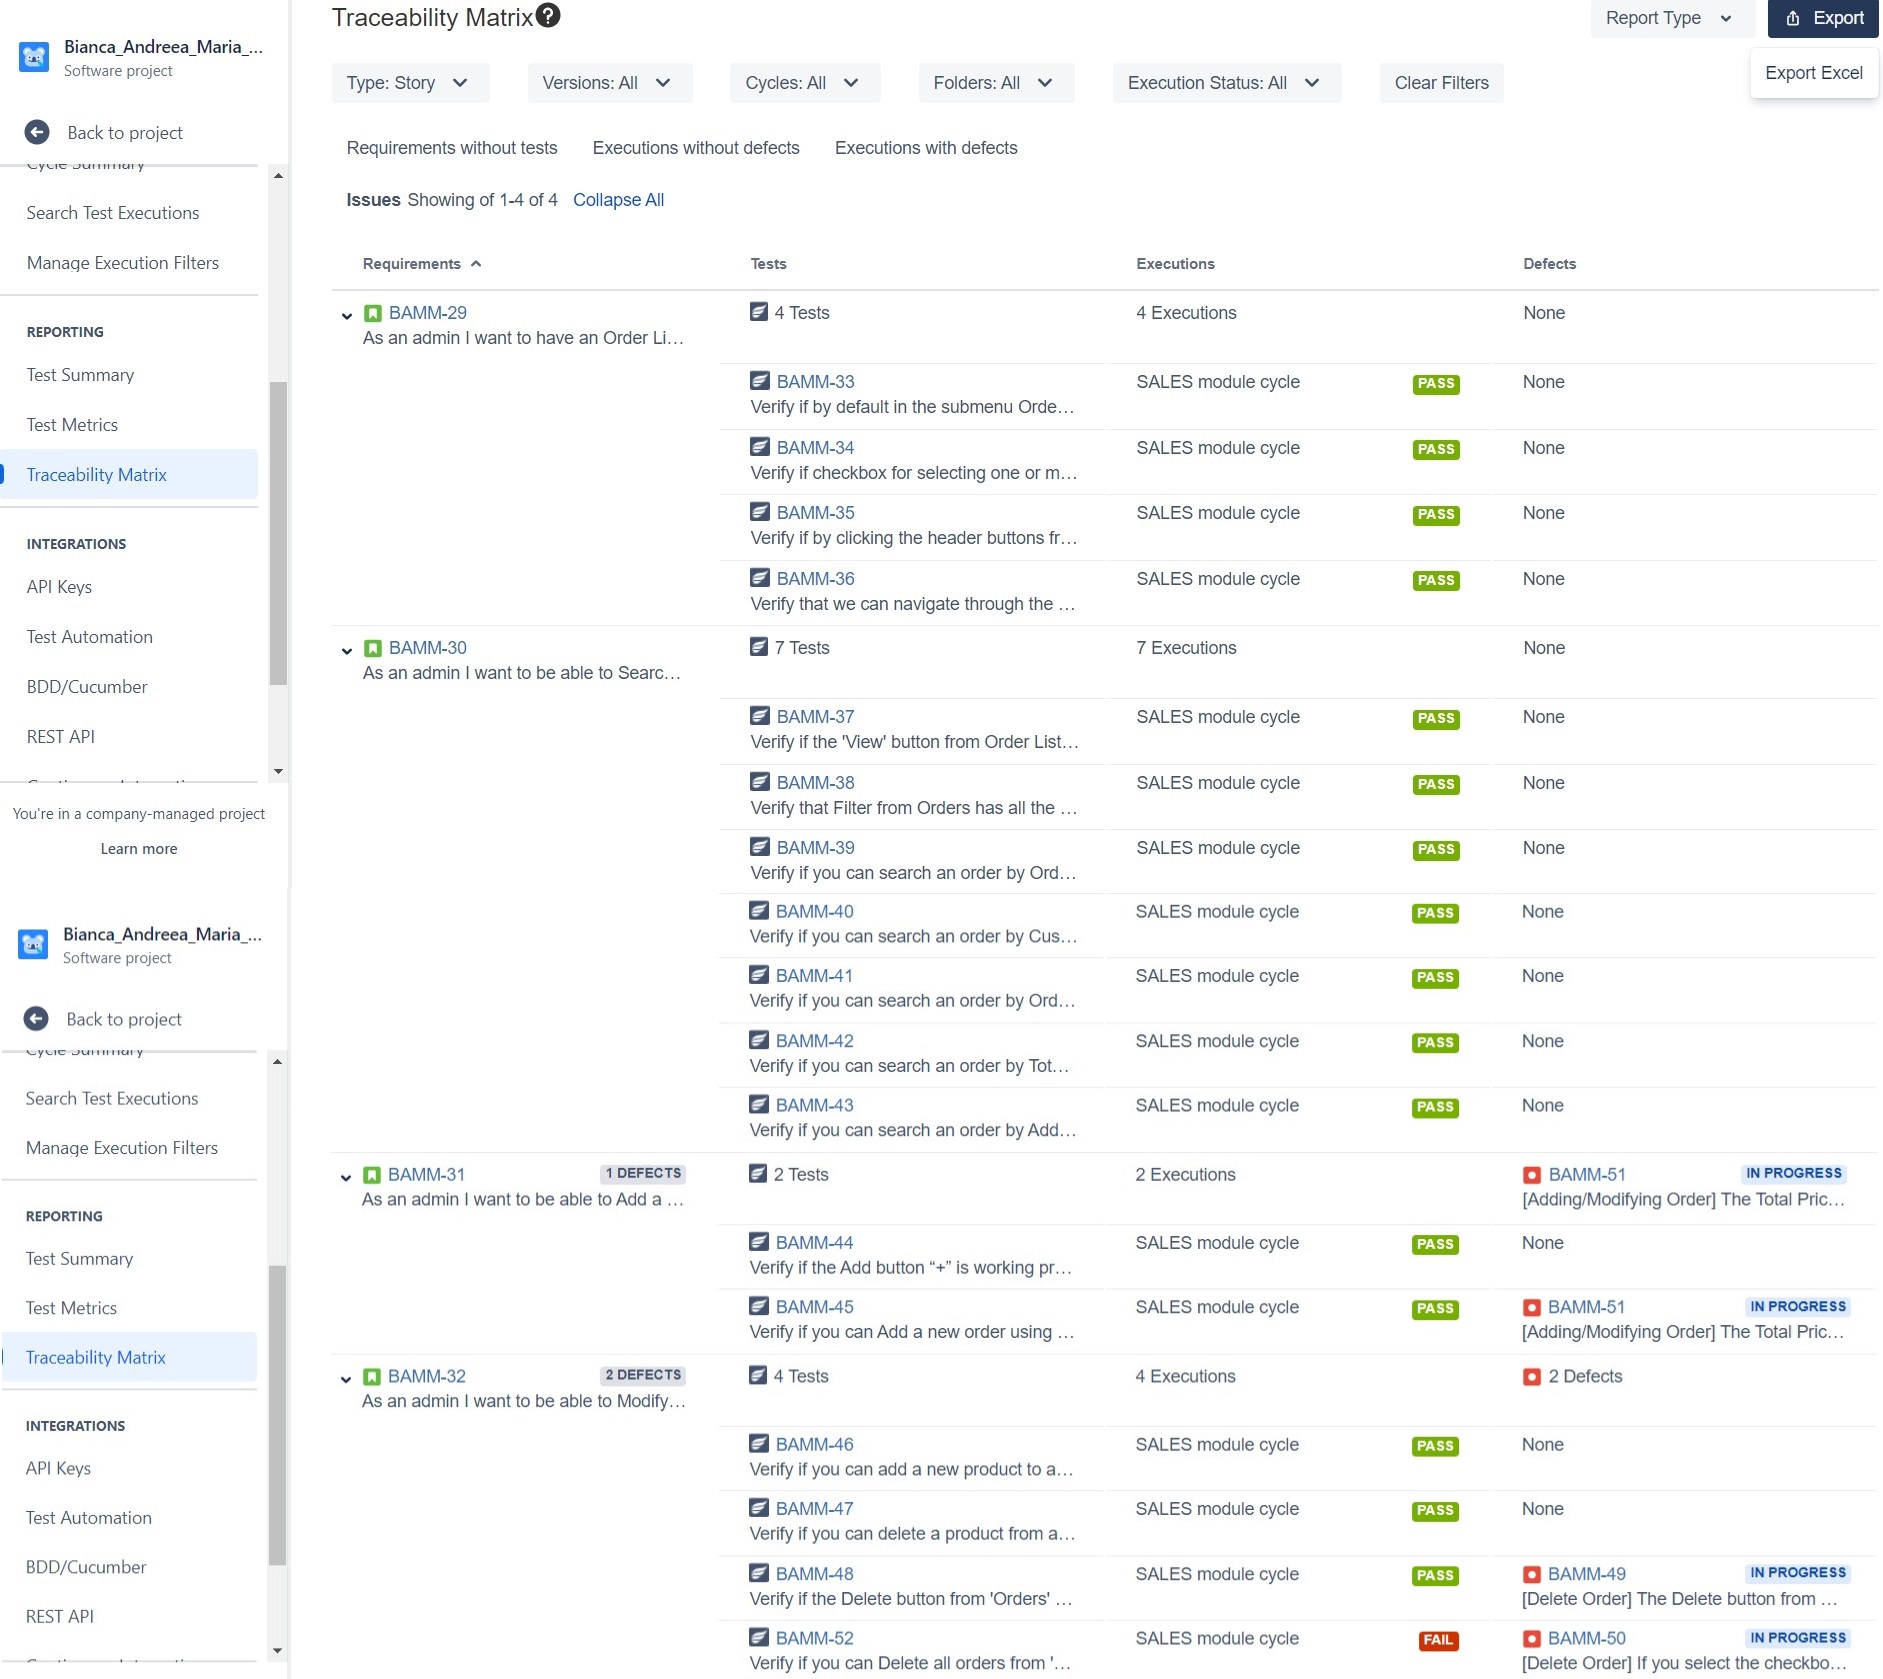 Bianca_Andreea_Maria_...
Software project
Back to project
Cycle Summary
Search Test Executions
Manage Execution Filters
REPORTING
Test Summary
Test Metrics
Traceability Matrix
INTEGRATIONS
API Keys
Test Automation
BDD/Cucumber
REST API
You're in a company-managed project
Learn more
Bianca_Andreea_Maria_...
Software project
Back to project
Cycle Summary
Search Test Executions
Manage Execution Filters
REPORTING
Test Summary
Test Metrics
Traceability Matrix
INTEGRATIONS
API Keys
Test Automation
BDD/Cucumber
REST API
Traceability Matrix ? Report Type Export
Export Excel
Type: Story Versions: All Cycles: All Folders: All Execution Status: All Clear Filters
Requirements without tests Executions without defects Executions with defects
Issues Showing of 1-4 of 4 Collapse All
Requirements Tests Executions Defects
BAMM-29 4 Tests 4 Executions None
As an admin I want to have an Order Li...
BAMM-33 SALES module cycle PASS None
Verify if by default in the submenu Orde...
BAMM-34 SALES module cycle PASS None
Verify if checkbox for selecting one or m...
BAMM-35 SALES module cycle PASS None
Verify if by clicking the header buttons fr...
BAMM-36 SALES module cycle PASS None
Verify that we can navigate through the ...
BAMM-30 7 Tests 7 Executions None
As an admin I want to be able to Searc...
BAMM-37 SALES module cycle PASS None
Verify if the 'View' button from Order List...
BAMM-38 SALES module cycle PASS None
Verify that Filter from Orders has all the ...
BAMM-39 SALES module cycle PASS None
Verify if you can search an order by Ord...
BAMM-40 SALES module cycle PASS None
Verify if you can search an order by Cus...
BAMM-41 SALES module cycle PASS None
Verify if you can search an order by Ord...
BAMM-42 SALES module cycle PASS None
Verify if you can search an order by Tot...
BAMM-43 SALES module cycle PASS None
Verify if you can search an order by Add...
BAMM-31 1 DEFECTS 2 Tests 2 Executions BAMM-51 IN PROGRESS
As an admin I want to be able to Add a ... [Adding/Modifying Order] The Total Pric...
BAMM-44 SALES module cycle PASS None
Verify if the Add button “+” is working pr...
BAMM-45 SALES module cycle PASS BAMM-51 IN PROGRESS
Verify if you can Add a new order using ... [Adding/Modifying Order] The Total Pric...
BAMM-32 2 DEFECTS 4 Tests 4 Executions 2 Defects
As an admin I want to be able to Modify...
BAMM-46 SALES module cycle PASS None
Verify if you can add a new product to a...
BAMM-47 SALES module cycle PASS None
Verify if you can delete a product from a...
BAMM-48 SALES module cycle PASS BAMM-49 IN PROGRESS
Verify if the Delete button from 'Orders' ... [Delete Order] The Delete button from ...
BAMM-52 SALES module cycle FAIL BAMM-50 IN PROGRESS
Verify if you can Delete all orders from '... [Delete Order] If you select the checkbo...